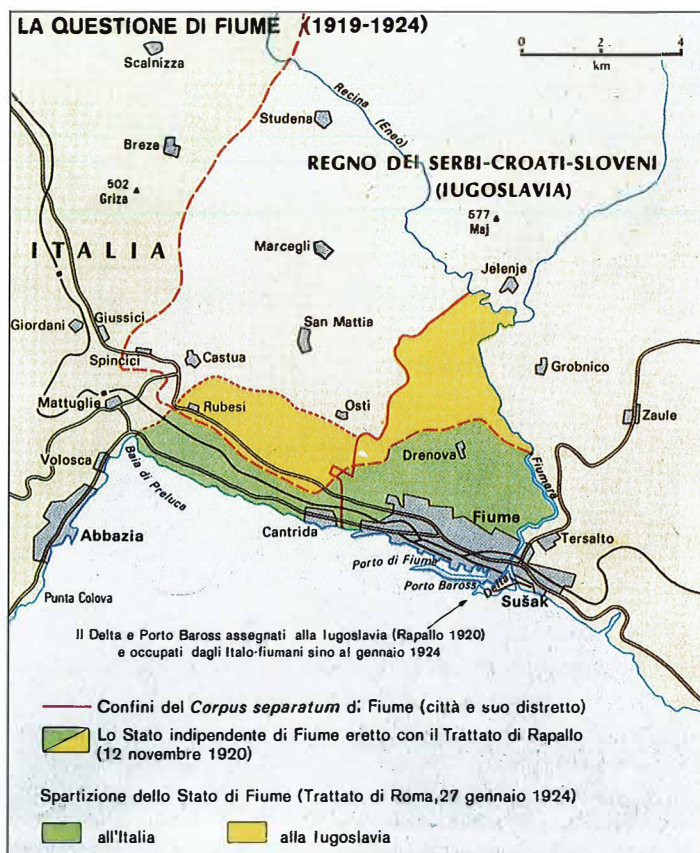 LA QUESTIONE DI FIUME (1919-1924)
0 2 4
km
Scalnizza
Studena
Recina
(Eneo)
Breza
REGNO DEI SERBI-CROATI-SLOVENI
(IUGOSLAVIA)
502
Griza
577
Maj
ITALIA
Marcegli
Jelenje
Giordani
Giussici
San Mattia
Spincici
Castua
Grobnico
Mattuglie
Rubesi
Osti
Zaule
Drenova
Volosca
Baia di Preluca
Fiumara
Fiume
Abbazia
Cantrida
Tersalto
Porto di Fiume
Porto Baross
Delta
Punta Colova
Sušak
Il Delta e Porto Baross assegnati alla Iugoslavia (Rapallo 1920)
e occupati dagli Italo-fiumani sino al gennaio 1924
Confini del Corpus separatum di Fiume (città e suo distretto)
Lo Stato indipendente di Fiume eretto con il Trattato di Rapallo
(12 novembre 1920)
Spartizione dello Stato di Fiume (Trattato di Roma,27 gennaio 1924)
all'Italia
alla Iugoslavia